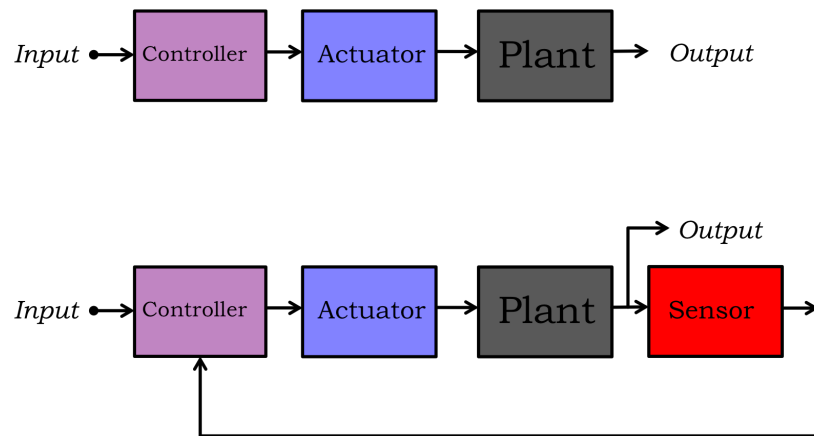 Input Controller Actuator Plant Output
Output
Input Controller Actuator Plant Sensor